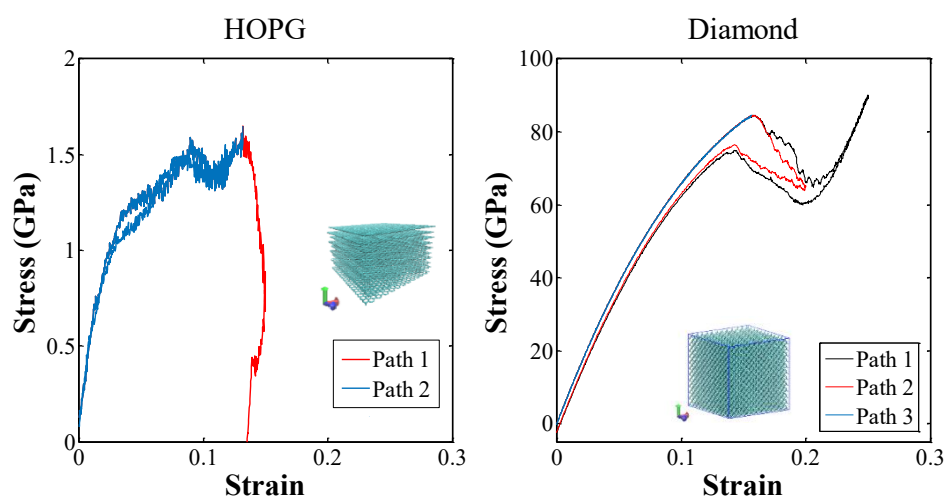 HOPG
2
1.5
1
0.5
0
0
0.1
0.2
0.3
Stress (GPa)
Strain
Path 1
Path 2
Diamond
100
80
60
40
20
0
0
0.1
0.2
0.3
Stress (GPa)
Strain
Path 1
Path 2
Path 3